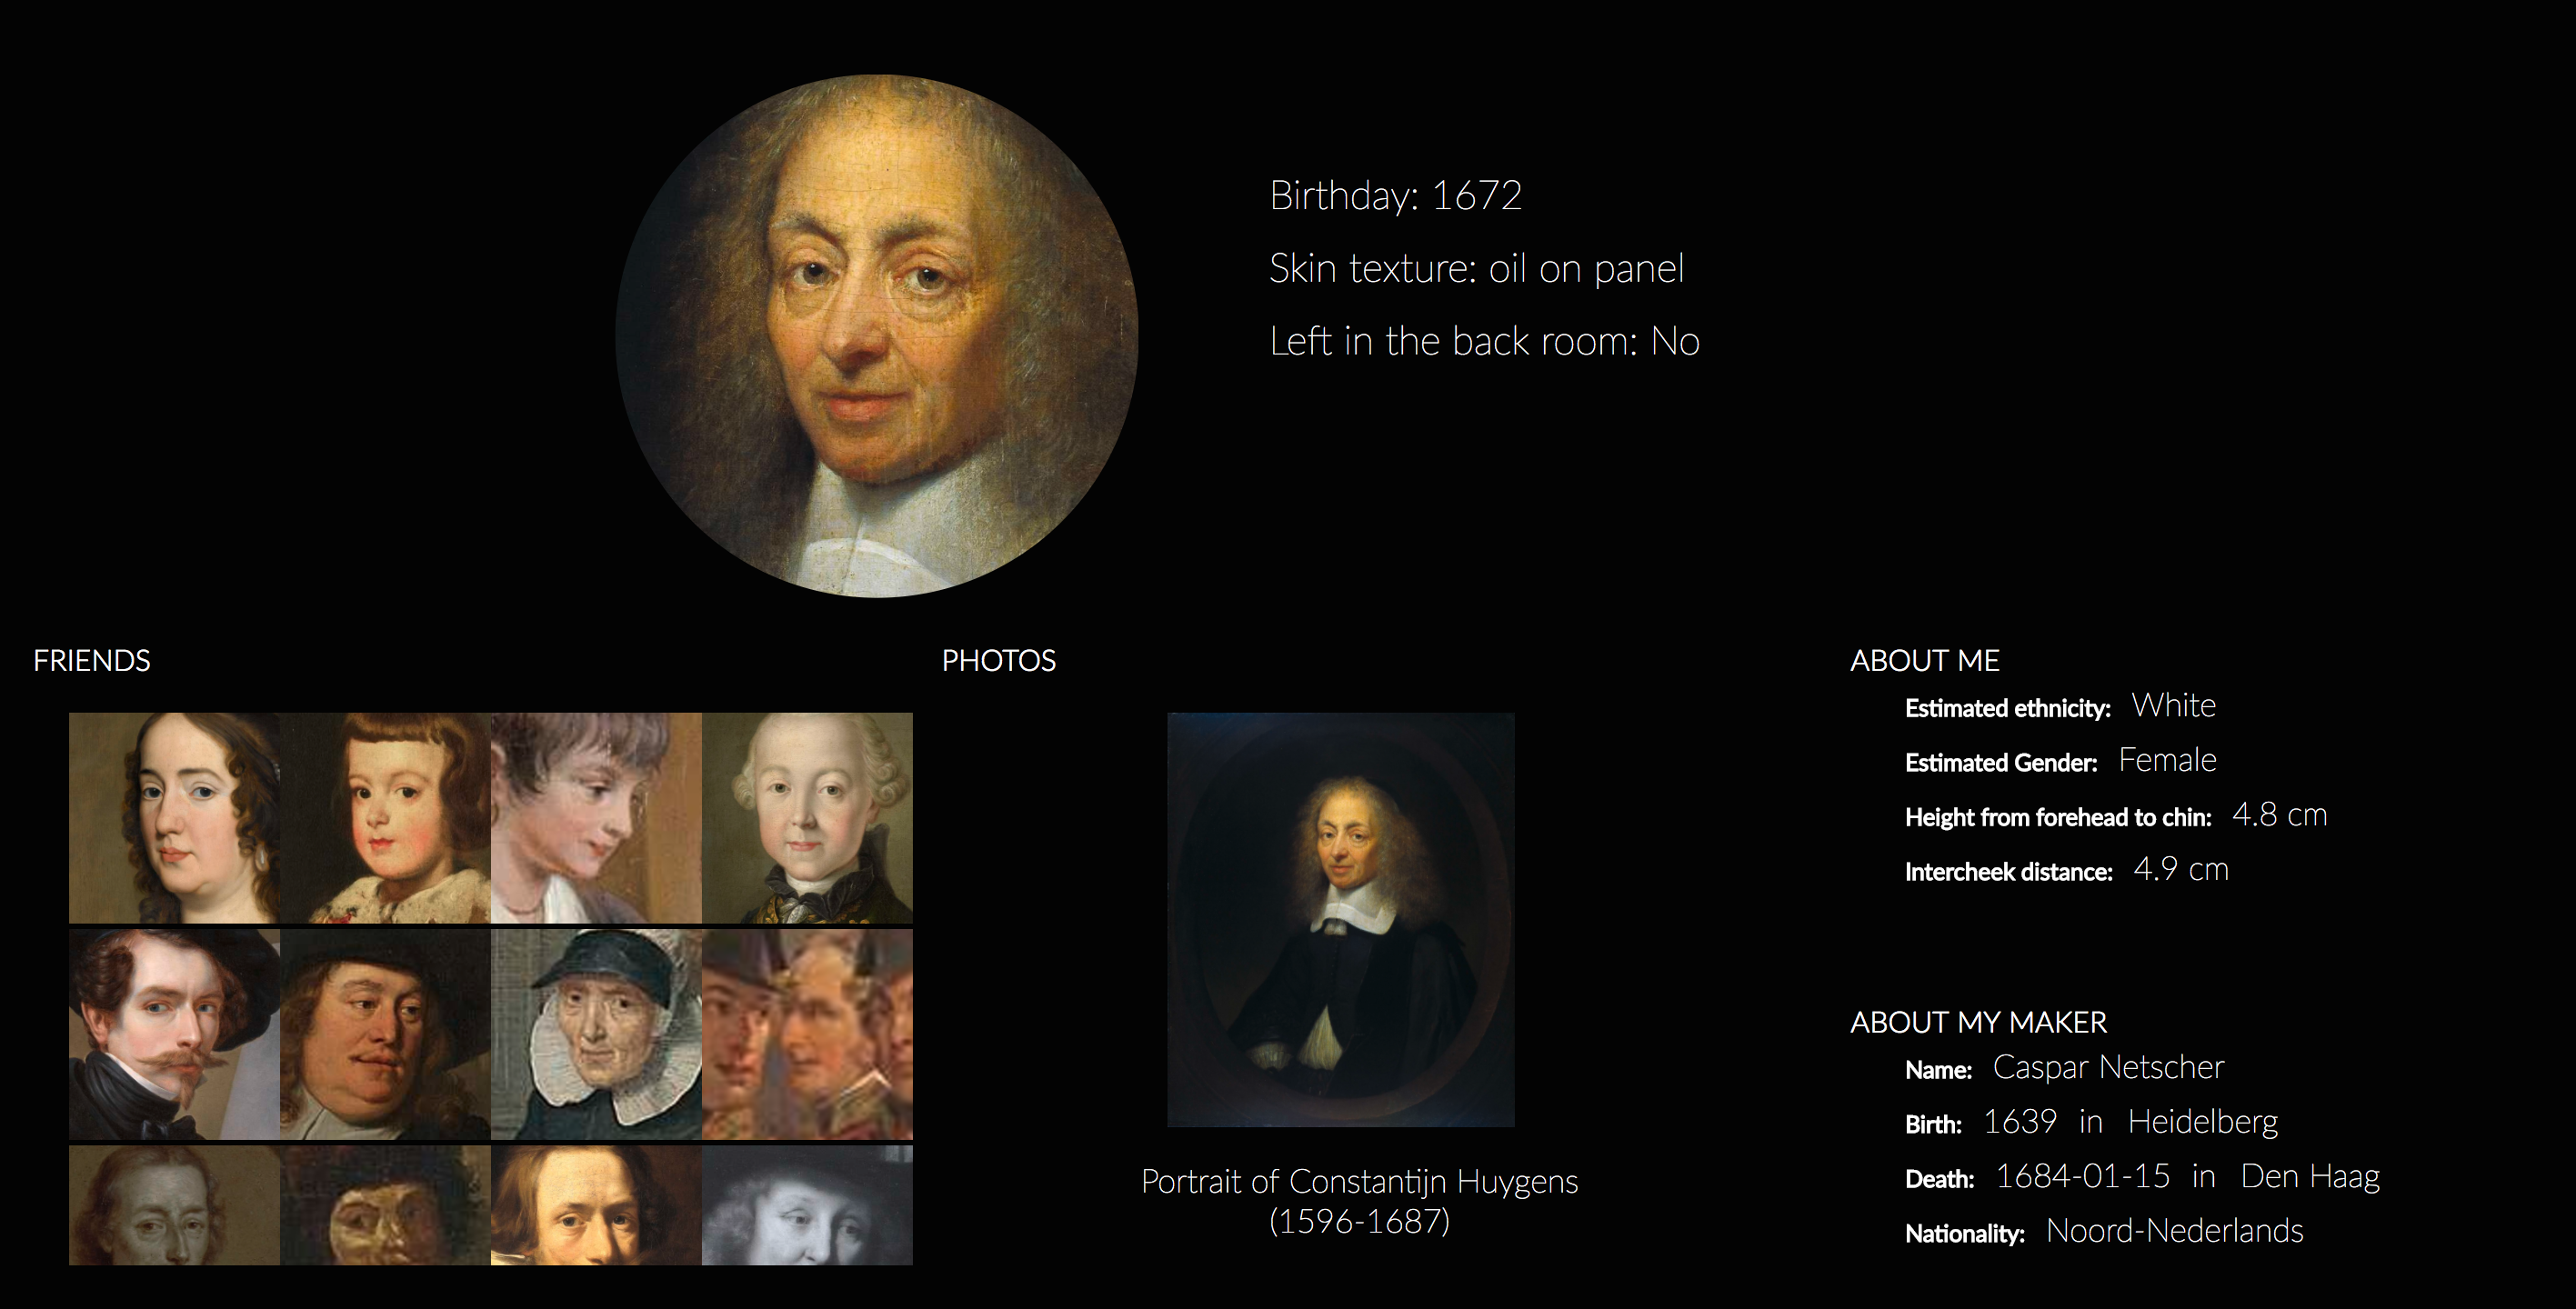 Birthday: 1672
Skin texture: oil on panel
Left in the back room: No
FRIENDS
PHOTOS
Portrait of Constantijn Huygens
(1596-1687)
ABOUT ME
Estimated ethnicity: White
Estimated Gender: Female
Height from forehead to chin: 4.8 cm
Intercheek distance: 4.9 cm
ABOUT MY MAKER
Name: Caspar Netscher
Birth: 1639 in Heidelberg
Death: 1684-01-15 in Den Haag
Nationality: Noord-Nederlands